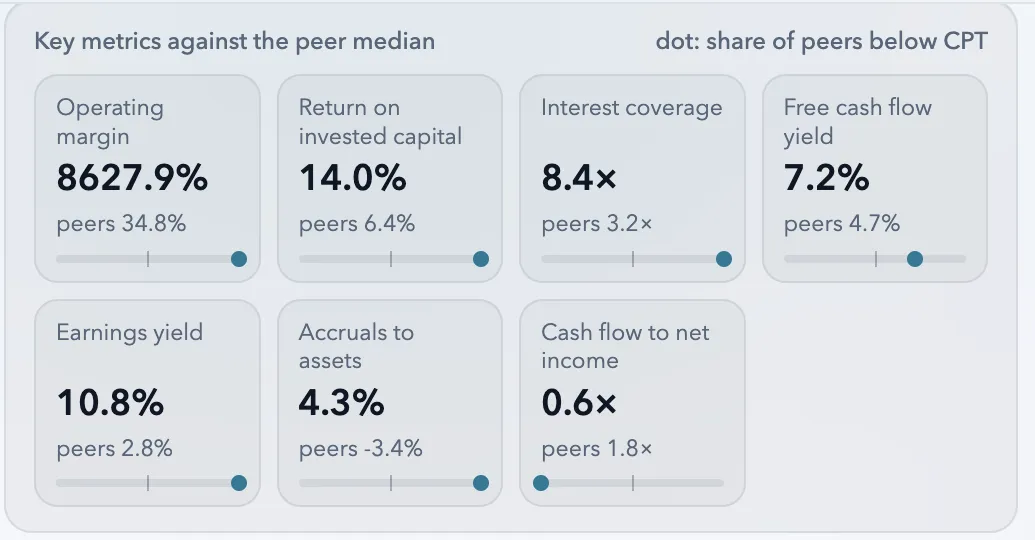 Key metrics against the peer median
dot: share of peers below CPT
Operating
margin
8627.9%
peers 34.8%
Return on
invested capital
14.0%
peers 6.4%
Interest coverage
8.4×
peers 3.2×
Free cash flow
yield
7.2%
peers 4.7%
Earnings yield
10.8%
peers 2.8%
Accruals to
assets
4.3%
peers -3.4%
Cash flow to net
income
0.6×
peers 1.8×